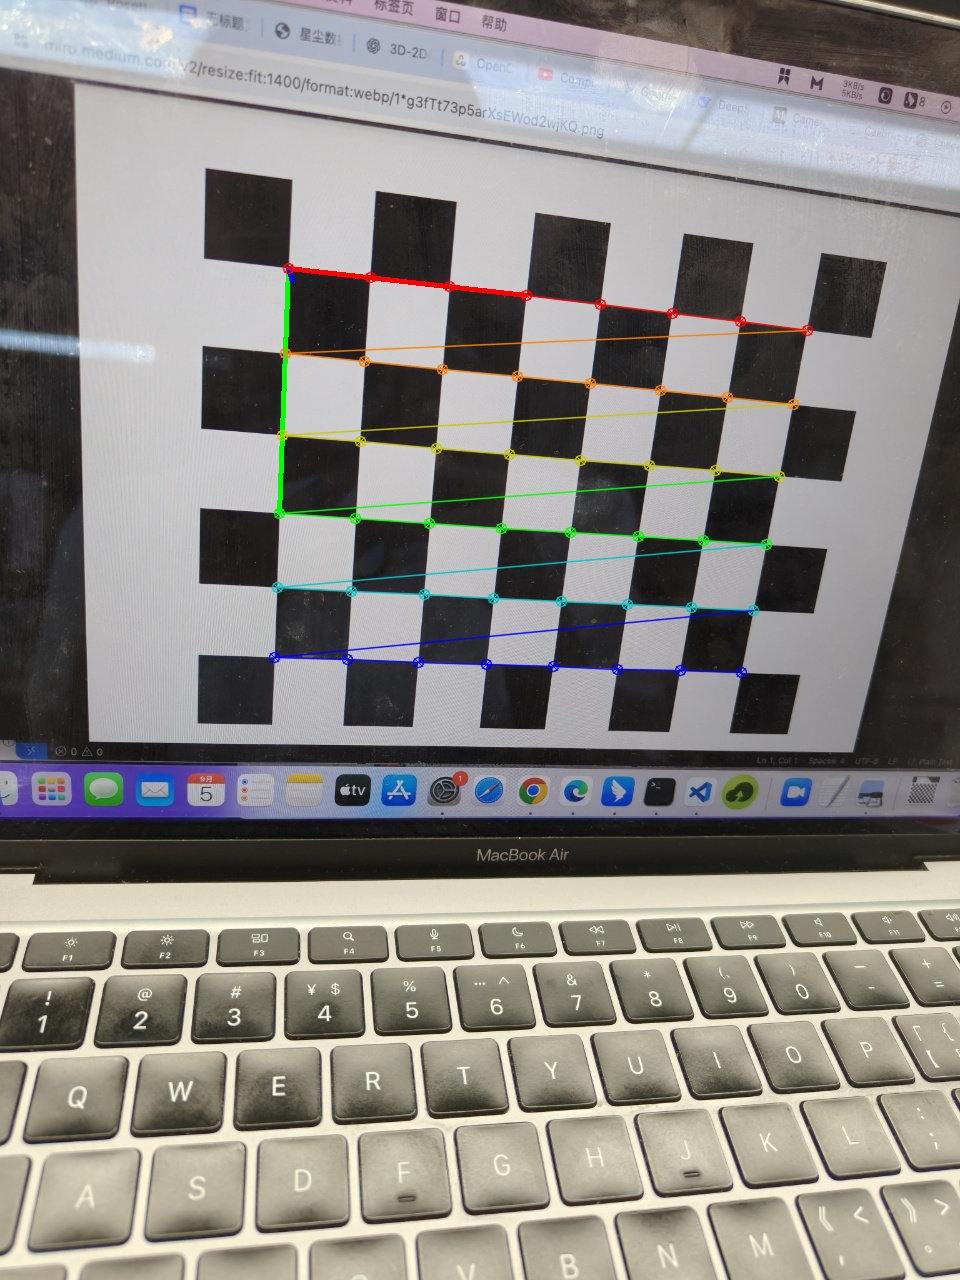 标签页 窗口 帮助
无标题 星尘数 3D-2D OpenC
3KB/s
5KB/s
8
miro.medium.com/v2/resize:fit:1400/format:webp/1*g3fTt73p5arXsEWod2wjKQ.png
0 0
Ln 1, Col 1 Spaces: 4 UTF-8 LF Plain Text
9月
5
tv
1
MacBook Air
F1 F2 F3 F4 F5 F6 F7 F8 F9 F10 F11
! @ # ¥ $ % … ^ & * ( ) — +
1 2 3 4 5 6 7 8 9 0 - =
Q W E R T Y U I O P [
A S D F G H J K L : ;
V B N M 《 < , 》 > 。